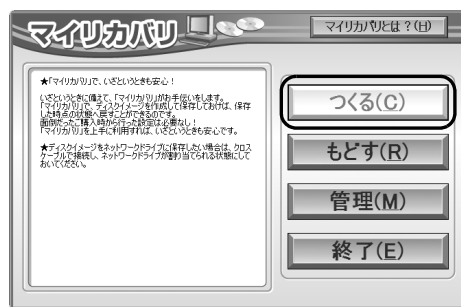 マイリカバリ
マイリカバリとは?(H)
★「マイリカバリ」で、いざというときも安心!
いざというときに備えて、「マイリカバリ」がお手伝いをします。
「マイリカバリ」で、ディスクイメージを作成して保存しておけば、保存
した時点の状態へ戻すことができるのです。
面倒だったご購入時から行った設定は必要なし!
「マイリカバリ」を上手に利用すれば、いざというときも安心です。
★ディスクイメージをネットワークドライブに保存したい場合は、クロス
ケーブルで接続し、ネットワークドライブが割り当てられる状態にして
おいてください。
つくる(C)
もどす(R)
管理(M)
終了(E)